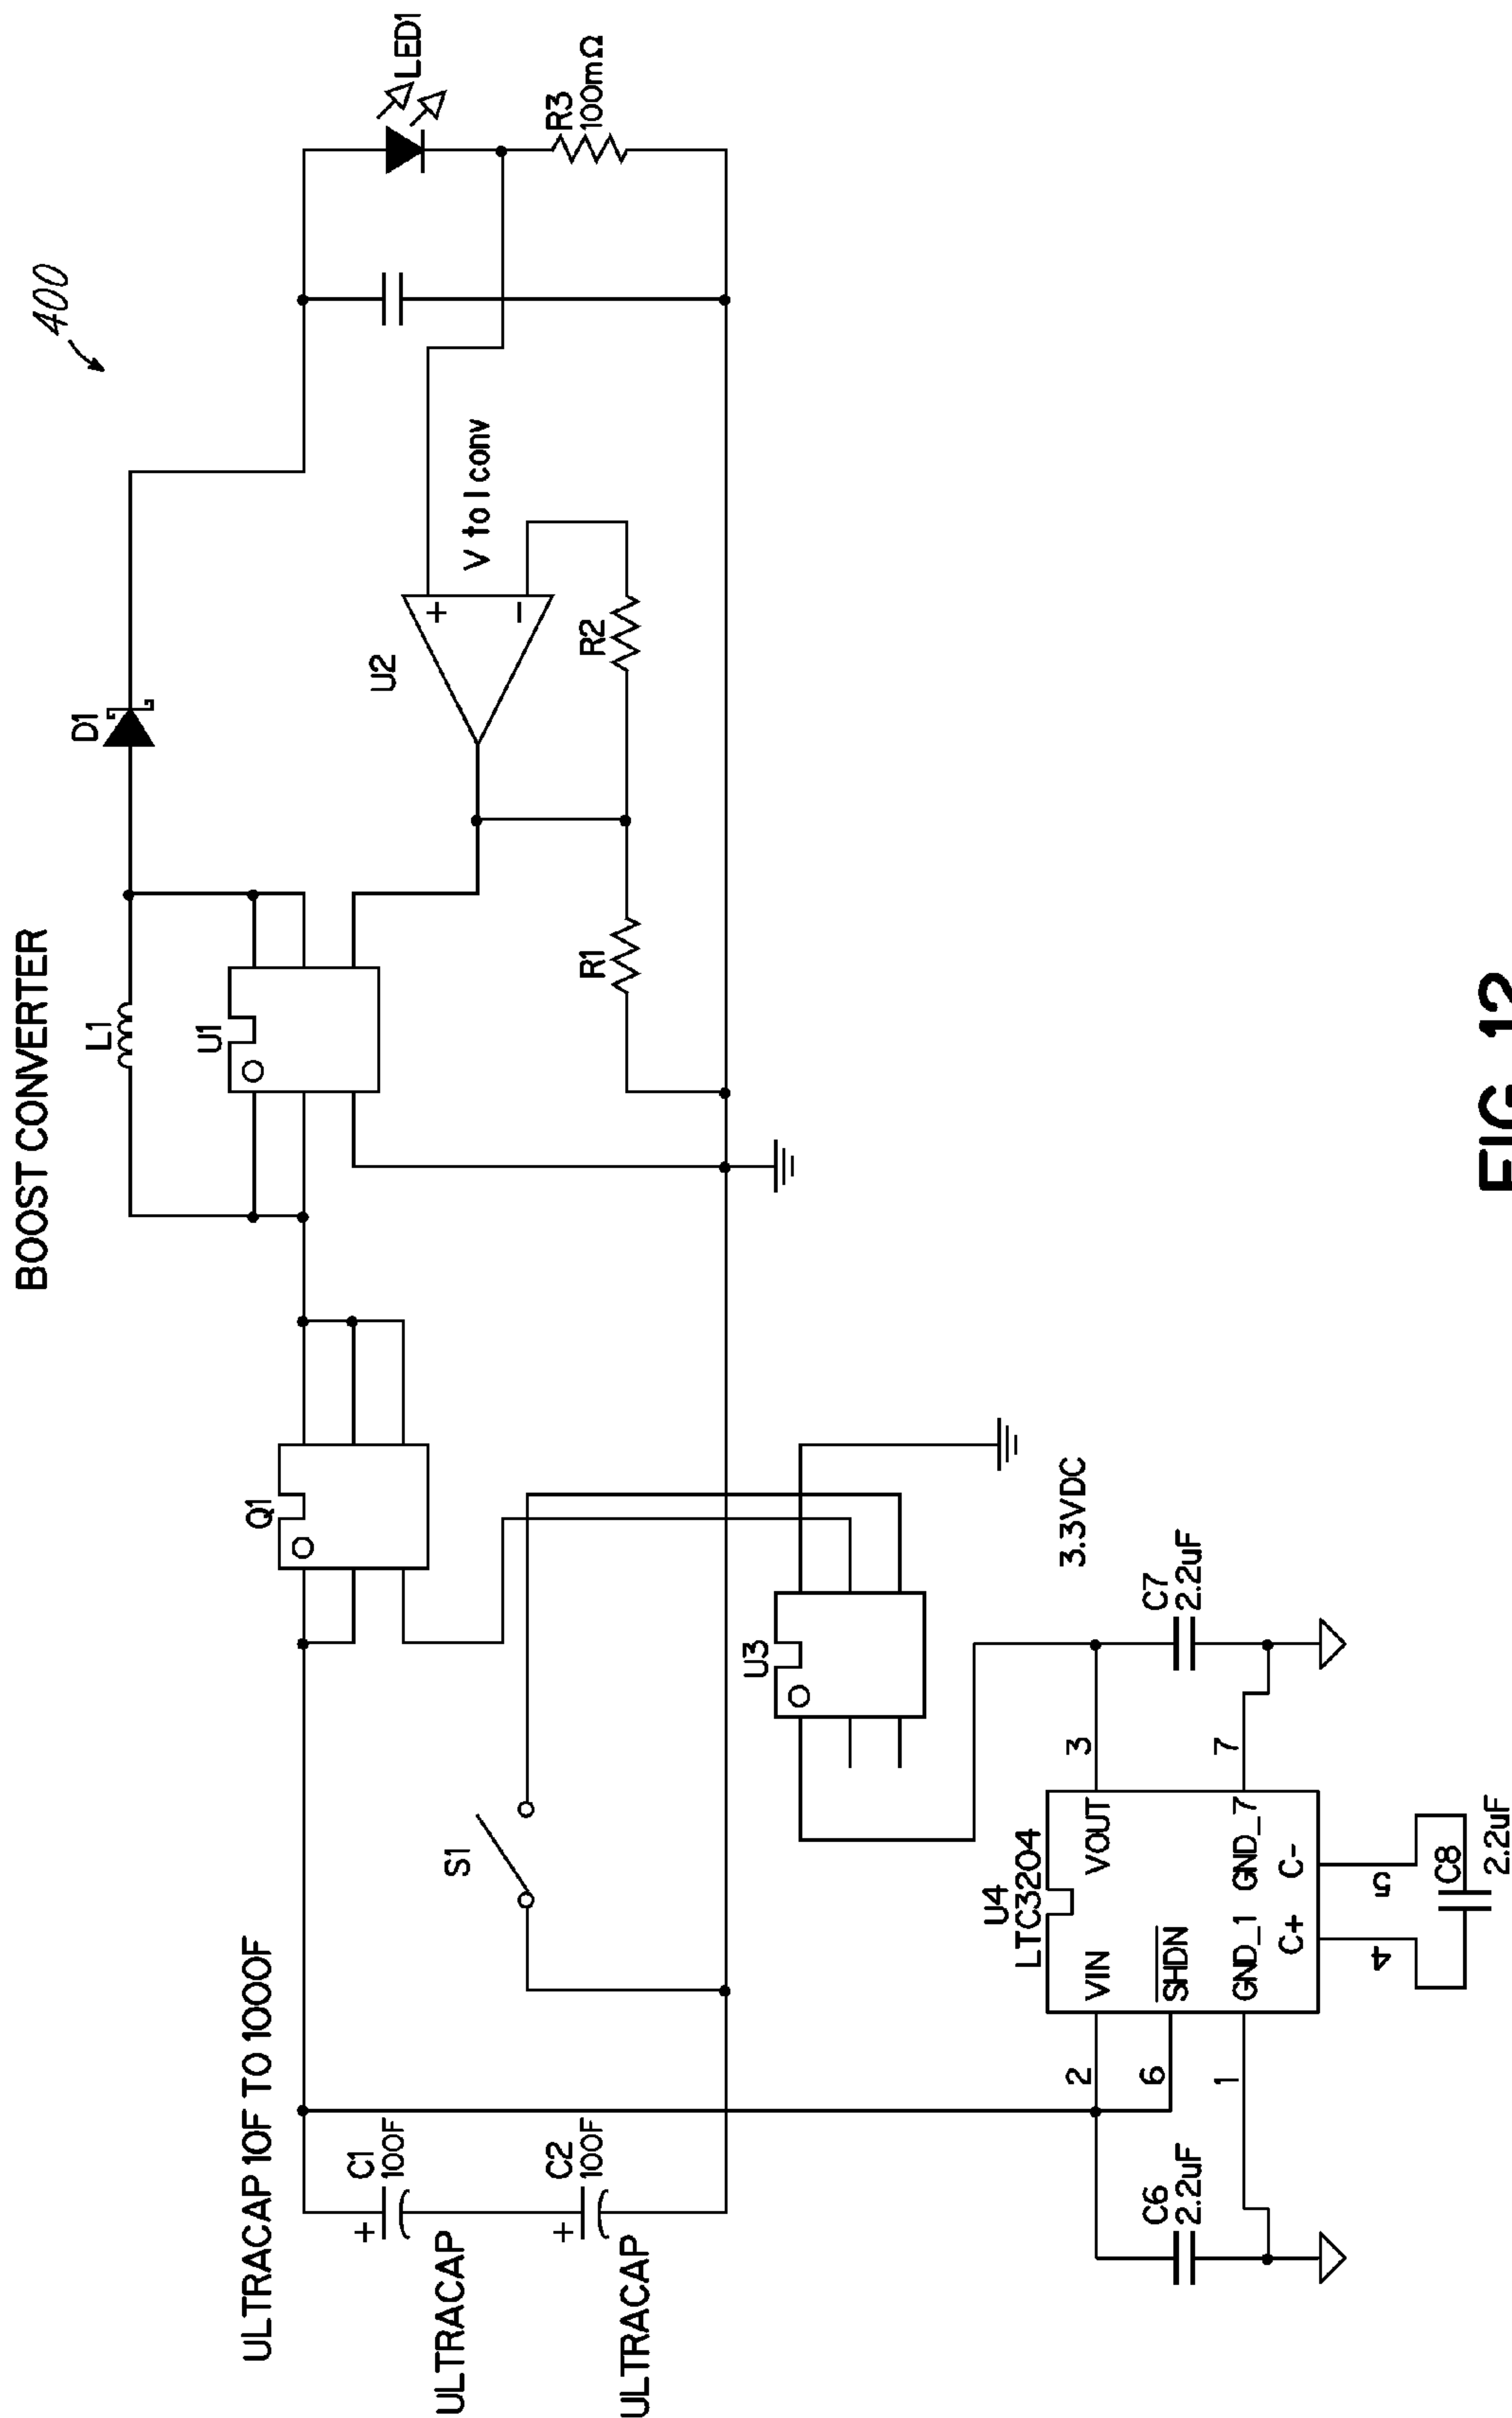 400
BOOST CONVERTER
ULTRACAP 10F TO 1000F
L1
D1
LED1
U1
Q1
C1
100F
+
ULTRACAP
C2
100F
+
ULTRACAP
S1
U2
+
-
V to I conv
R1
R2
R3
100mΩ
U3
3.3VDC
U4
LTC3204
VIN
VOUT
SHDN
GND_1
GND_7
C+
C-
2
6
1
3
7
4
5
C6
2.2uF
C7
2.2uF
C8
2.2uF
FIG. 12